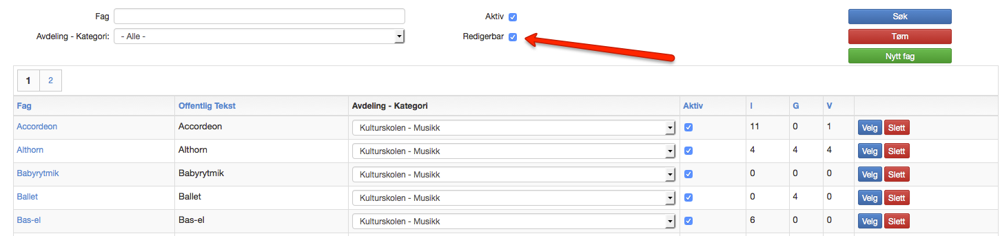 Fag Aktiv Søk
Avdeling - Kategori: - Alle - Redigerbar Tøm
Nytt fag
1 2
Fag Offentlig Tekst Avdeling - Kategori Aktiv I G V
Accordeon Accordeon Kulturskolen - Musikk 11 0 1 Velg Slett
Althorn Althorn Kulturskolen - Musikk 4 4 4 Velg Slett
Babyrytmik Babyrytmik Kulturskolen - Musikk 0 0 0 Velg Slett
Ballet Ballet Kulturskolen - Musikk 0 4 0 Velg Slett
Bas-el Bas-el Kulturskolen - Musikk 6 0 0 Velg Slett